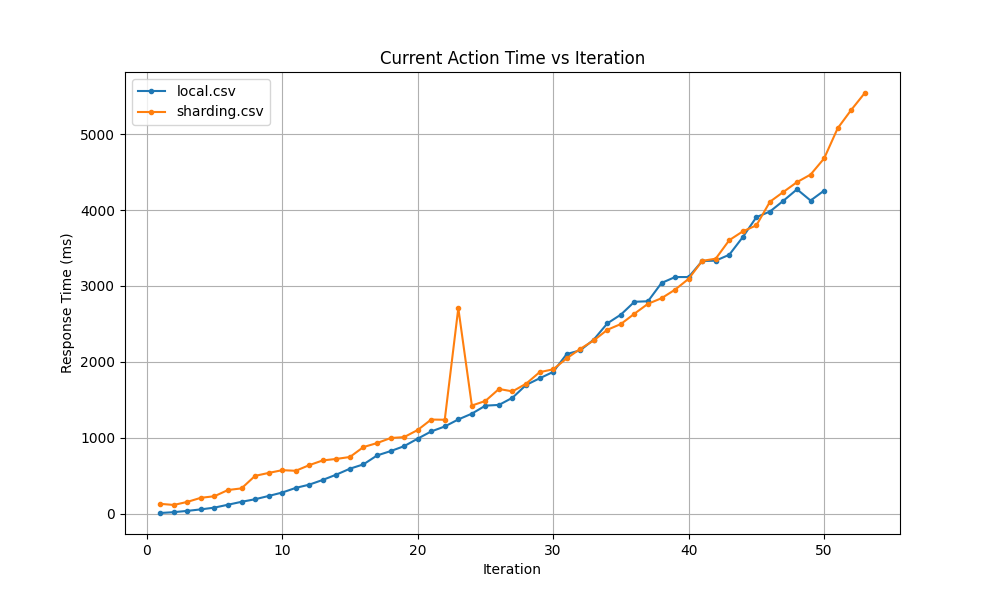 Current Action Time vs Iteration
local.csv
sharding.csv
5000
4000
3000
2000
1000
0
Response Time (ms)
0 10 20 30 40 50
Iteration